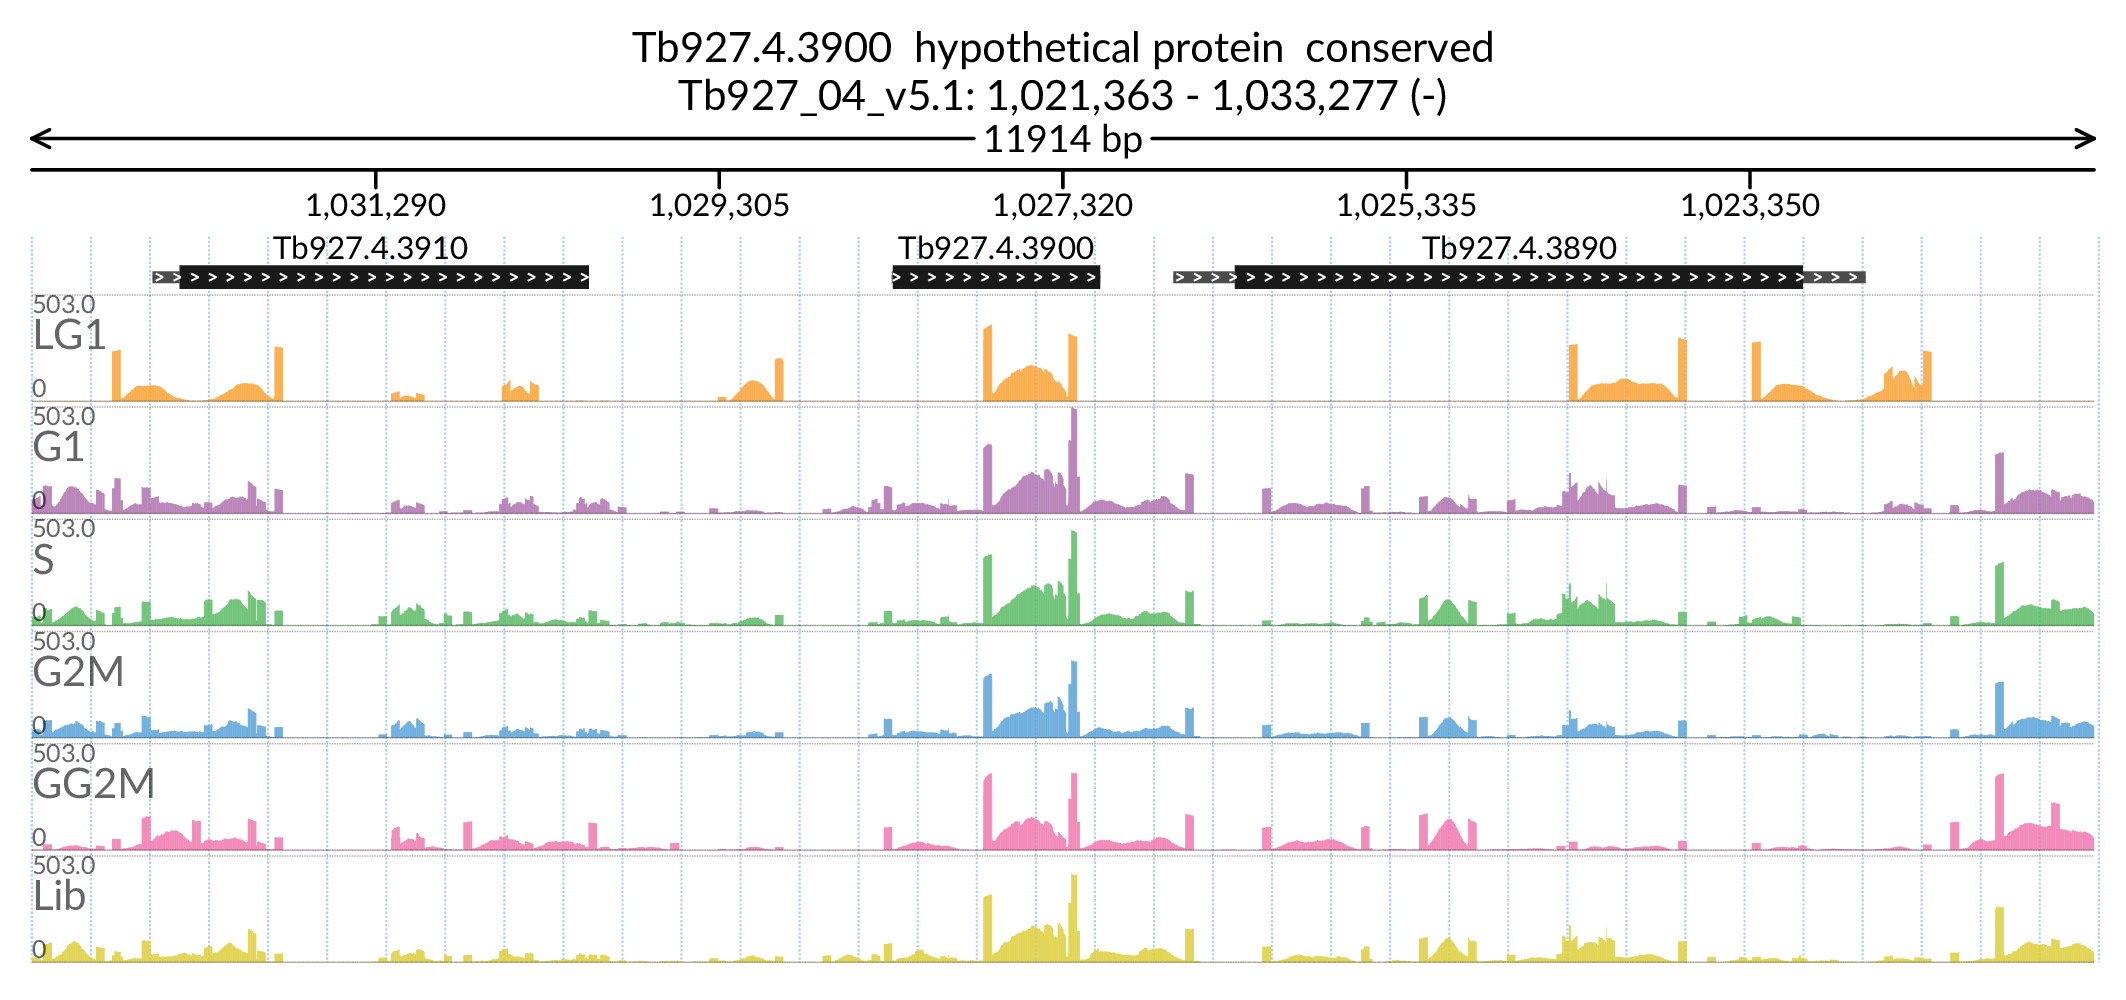 Tb927.4.3900 hypothetical protein conserved
Tb927_04_v5.1: 1,021,363 - 1,033,277 (-)
11914 bp
1,031,290 1,029,305 1,027,320 1,025,335 1,023,350
Tb927.4.3910 Tb927.4.3900 Tb927.4.3890
503.0
LG1
0
503.0
G1
0
503.0
S
0
503.0
G2M
0
503.0
GG2M
0
503.0
Lib
0